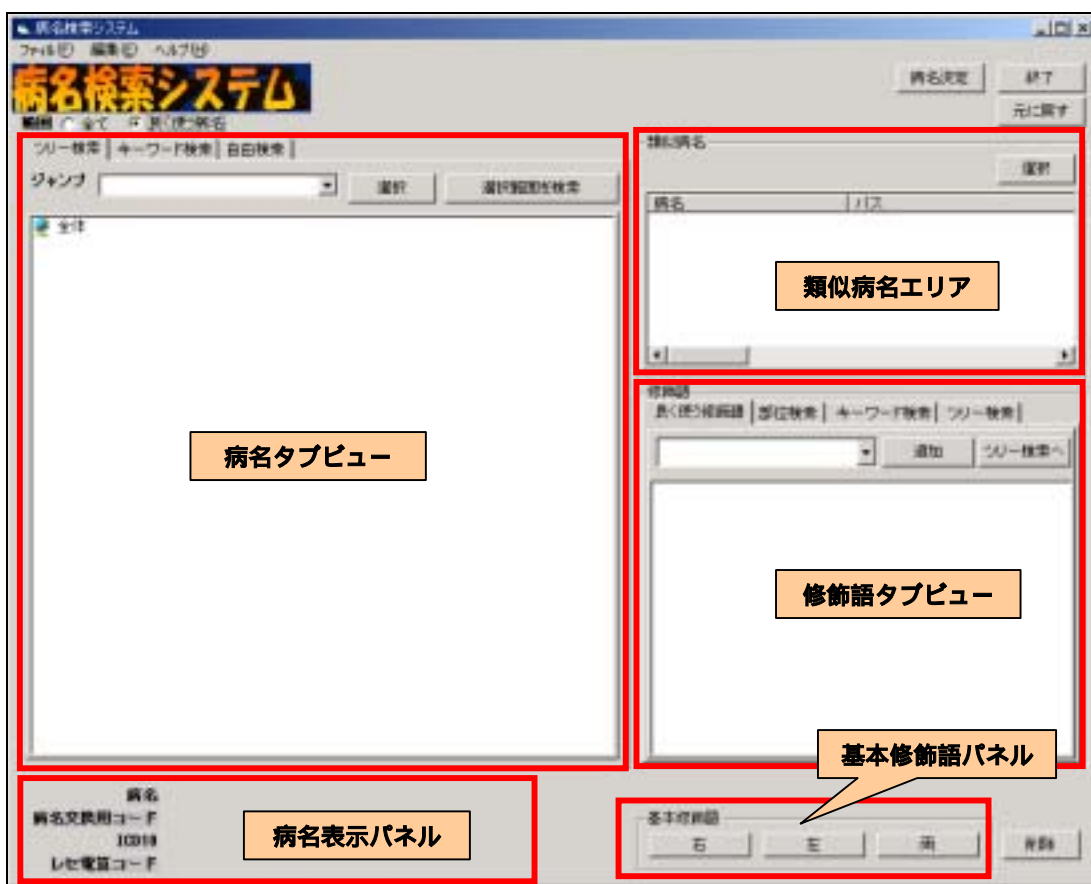 病名検索システム
ファイル(F) 編集(E) ヘルプ(H)
病名検索システム
病名決定 終了
元に戻す
範囲 全て 良く使う病名
ツリー検索 キーワード検索 自由検索
ジャンプ 選択 選択範囲を検索
全体
病名タブビュー
類似病名
選択
病名 パス
類似病名エリア
修飾語
良く使う修飾語 部位検索 キーワード検索 ツリー検索
追加 ツリー検索へ
修飾語タブビュー
基本修飾語パネル
病名
病名交換用コード
ICD10
レセ電算コード
病名表示パネル
基本修飾語
右 左 両
削除